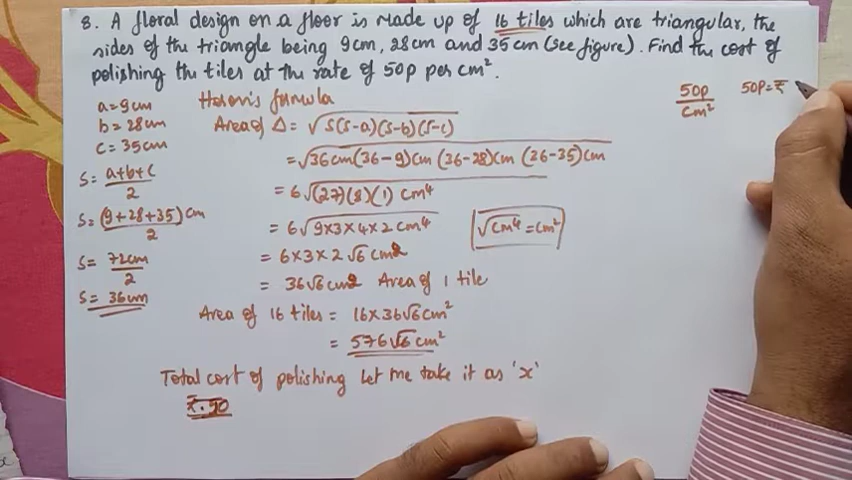 8. A floral design on a floor is made up of 16 tiles which are triangular, the
sides of the triangle being 9cm, 28cm and 35cm (see figure). Find the cost of
polishing the tiles at the rate of 50p per cm².
a=9cm
b=28cm
c=35cm
S=a+b+c/2
S=(9+28+35)cm/2
S=72cm/2
S=36cm
Heron's formula
Area of Δ = √S(S-a)(S-b)(S-c)
=√36cm(36-9)cm (36-28)cm (26-35)cm
= 6√(27)(8)(1) cm⁴
= 6√9×3×4×2 cm⁴
√cm⁴=cm²
= 6×3×2√6 cm²
= 36√6 cm² Area of 1 tile
Area of 16 tiles = 16×36√6 cm²
= 576√6 cm²
Total cost of polishing let me take it as 'x'
50p/cm²
50p=₹